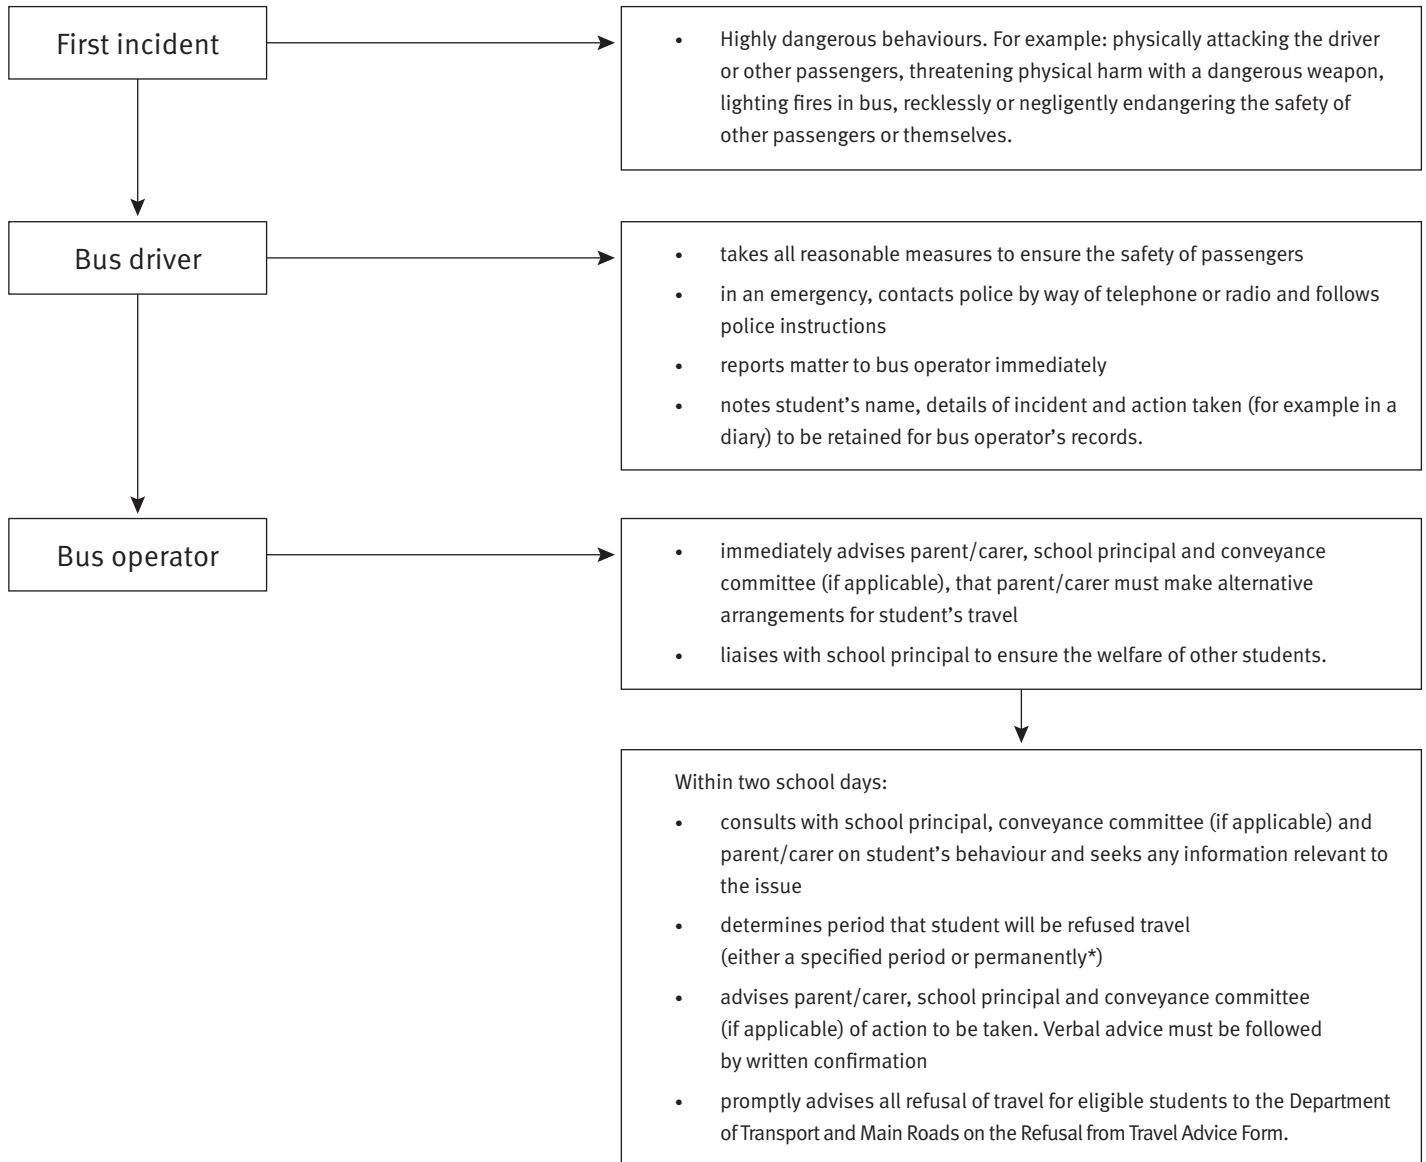 First incident
• Highly dangerous behaviours. For example: physically attacking the driver
or other passengers, threatening physical harm with a dangerous weapon,
lighting fires in bus, recklessly or negligently endangering the safety of
other passengers or themselves.
Bus driver
• takes all reasonable measures to ensure the safety of passengers
• in an emergency, contacts police by way of telephone or radio and follows
police instructions
• reports matter to bus operator immediately
• notes student’s name, details of incident and action taken (for example in a
diary) to be retained for bus operator’s records.
Bus operator
• immediately advises parent/carer, school principal and conveyance
committee (if applicable), that parent/carer must make alternative
arrangements for student’s travel
• liaises with school principal to ensure the welfare of other students.
Within two school days:
• consults with school principal, conveyance committee (if applicable) and
parent/carer on student’s behaviour and seeks any information relevant to
the issue
• determines period that student will be refused travel
(either a specified period or permanently*)
• advises parent/carer, school principal and conveyance committee
(if applicable) of action to be taken. Verbal advice must be followed
by written confirmation
• promptly advises all refusal of travel for eligible students to the Department
of Transport and Main Roads on the Refusal from Travel Advice Form.